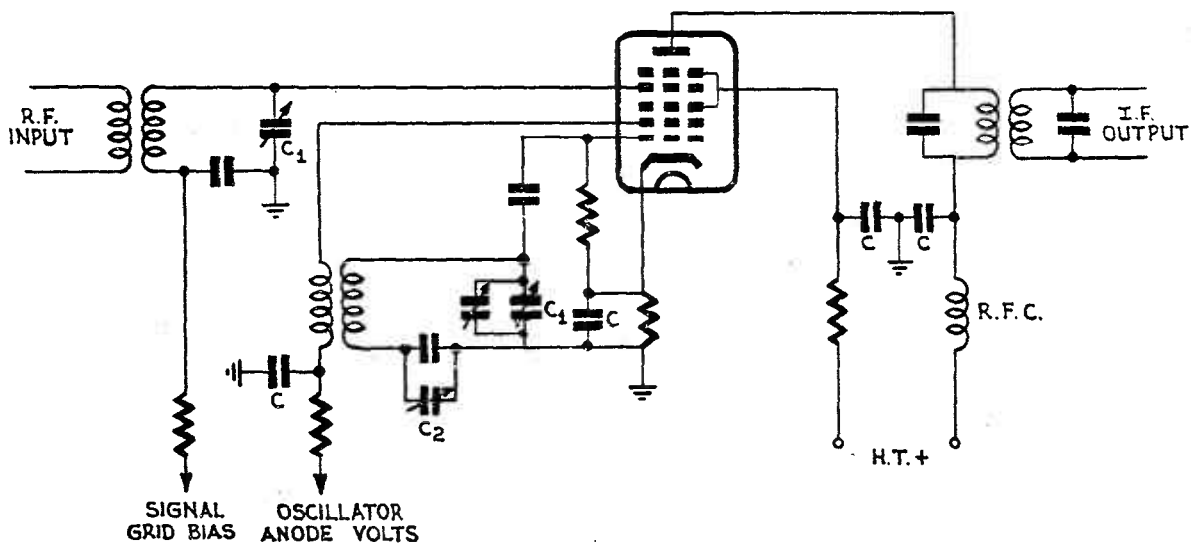 R.F.
INPUT
C1
I.F.
OUTPUT
C
C
C1
C
R.F.C.
C
C2
H.T.+
SIGNAL
GRID BIAS
OSCILLATOR
ANODE VOLTS